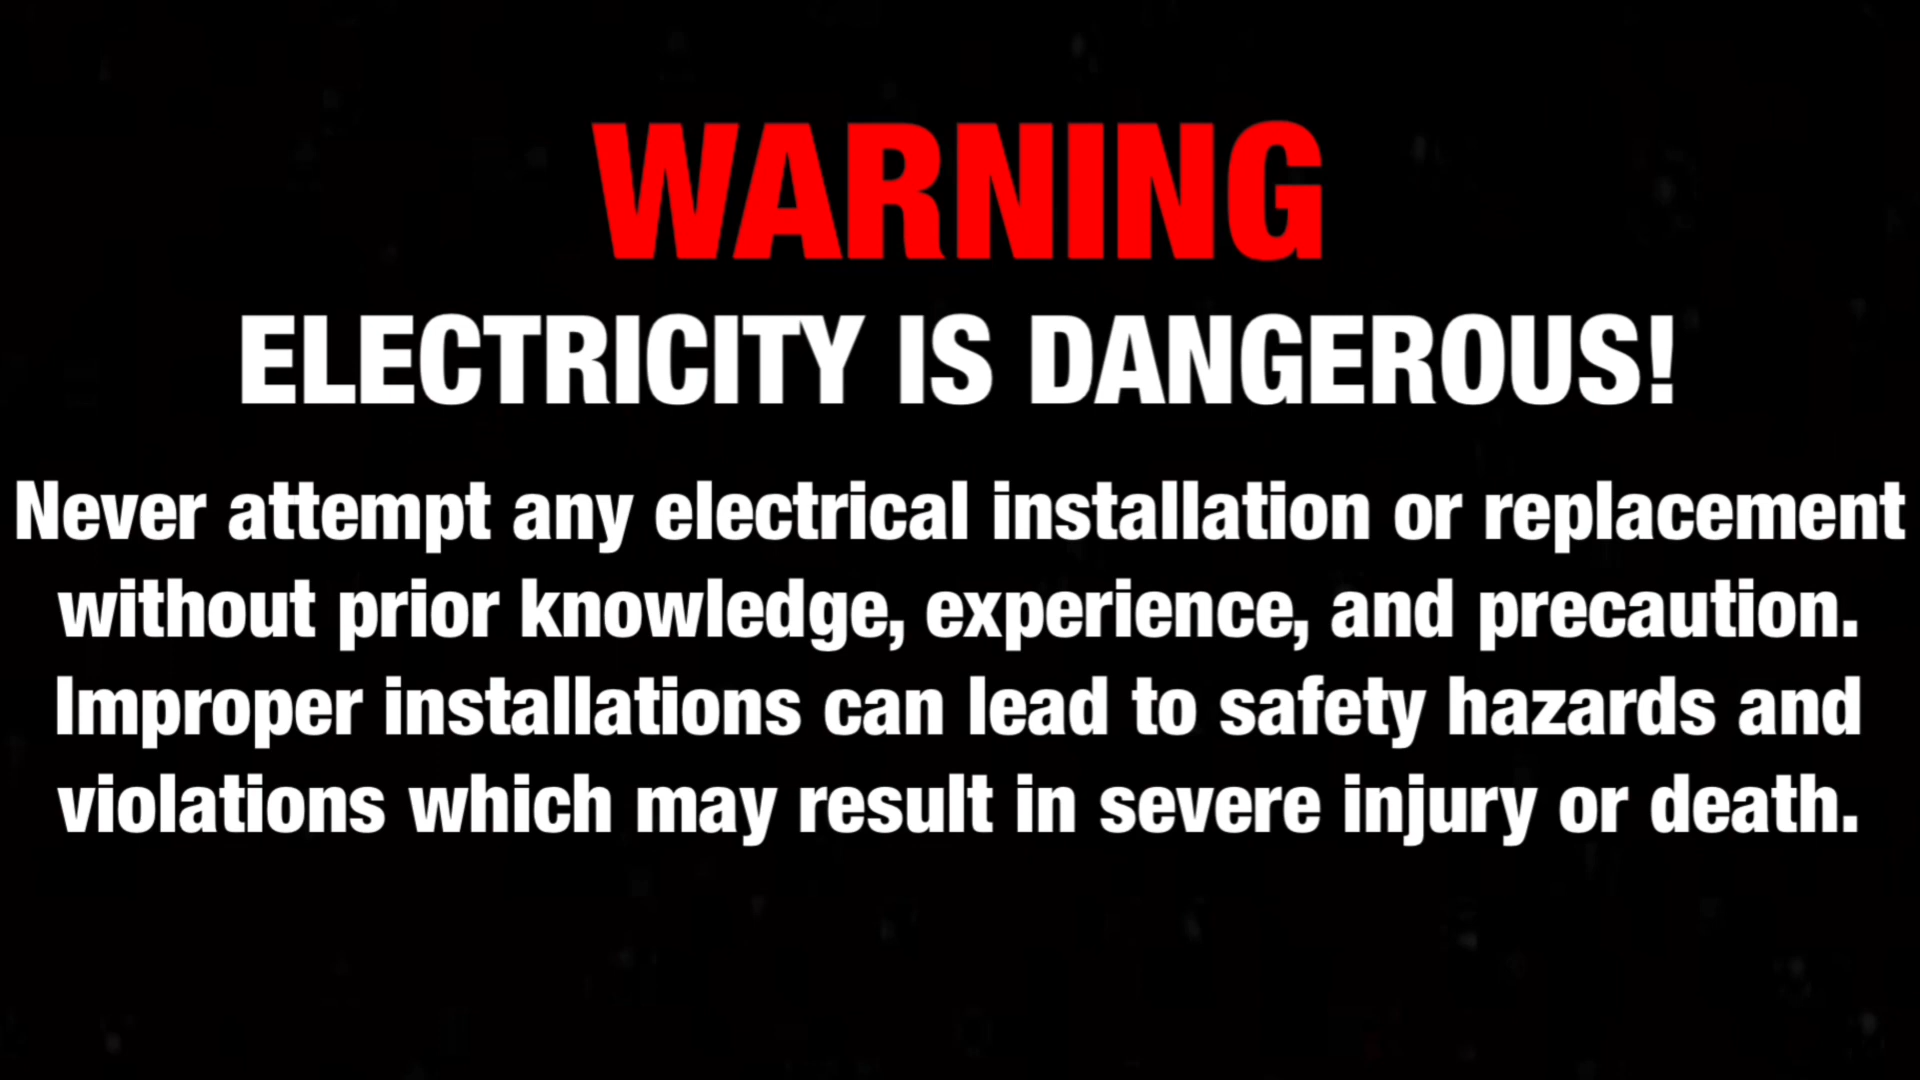 WARNING
ELECTRICITY IS DANGEROUS!
Never attempt any electrical installation or replacement
without prior knowledge, experience, and precaution.
Improper installations can lead to safety hazards and
violations which may result in severe injury or death.